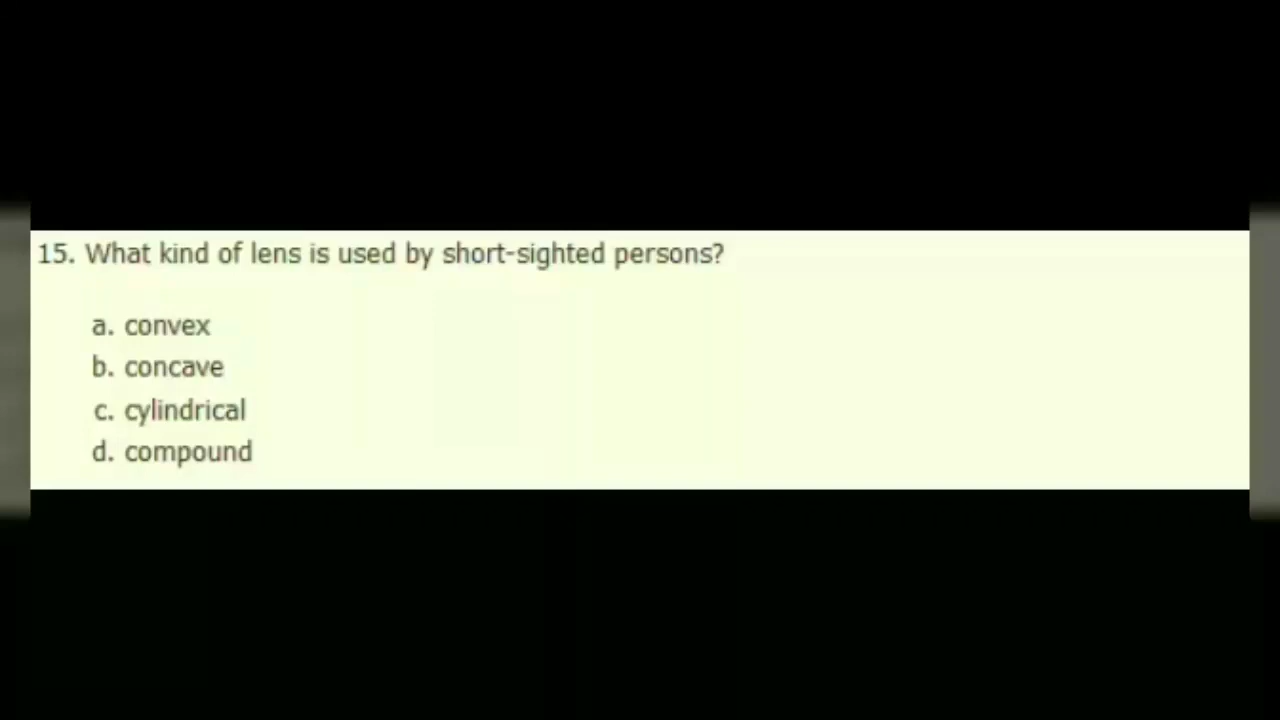 15. What kind of lens is used by short-sighted persons?
a. convex
b. concave
c. cylindrical
d. compound